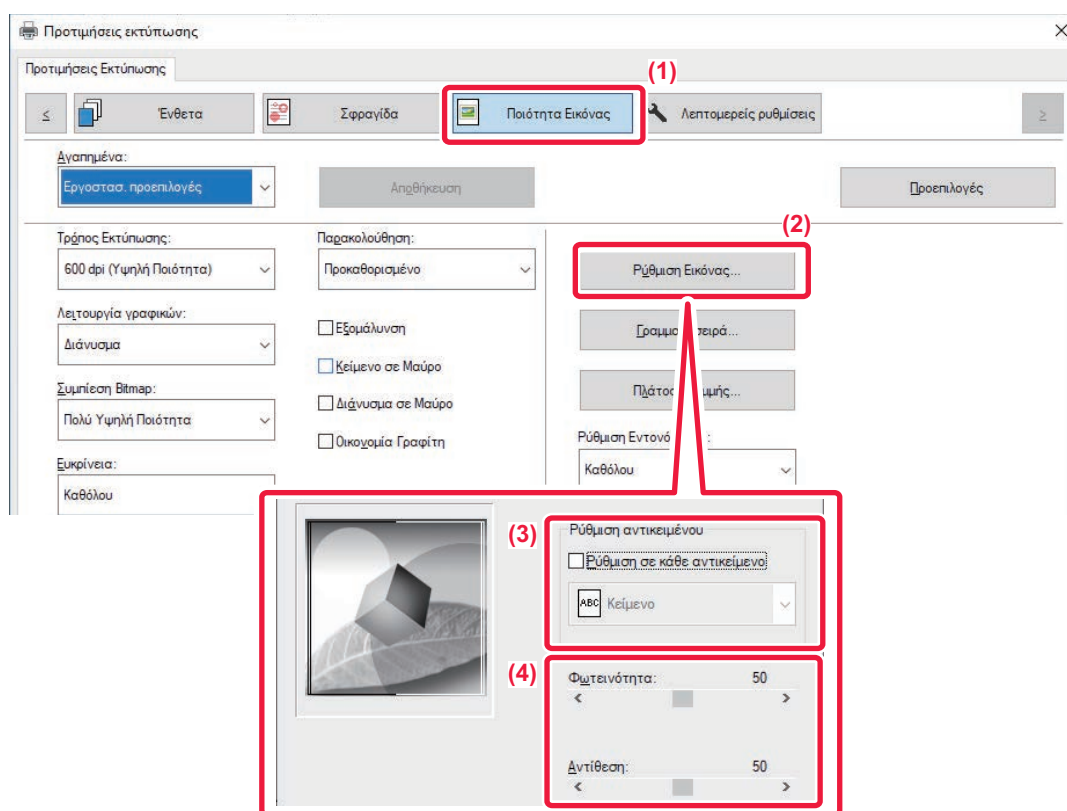 Προτιμήσεις εκτύπωσης
Προτιμήσεις Εκτύπωσης
(1)
≤ Ένθετα Σφραγίδα Ποιότητα Εικόνας Λεπτομερείς ρυθμίσεις ≥
Αγαπημένα:
Εργοστασ. προεπιλογές Αποθήκευση Προεπιλογές
(2)
Τρόπος Εκτύπωσης: Παρακολούθηση:
600 dpi (Υψηλή Ποιότητα) Προκαθορισμένο Ρύθμιση Εικόνας...
Λειτουργία γραφικών:
Διάνυσμα Εξομάλυνση
Κείμενο σε Μαύρο
Συμπίεση Bitmap: Διάνυσμα σε Μαύρο
Πολύ Υψηλή Ποιότητα Οικονομία Γραφίτη
Ρύθμιση
Ευκρίνεια: Καθόλου
Καθόλου
(3) Ρύθμιση αντικειμένου
Ρύθμιση σε κάθε αντικείμενο
ABC Κείμενο
(4) Φωτεινότητα: 50
Αντίθεση: 50